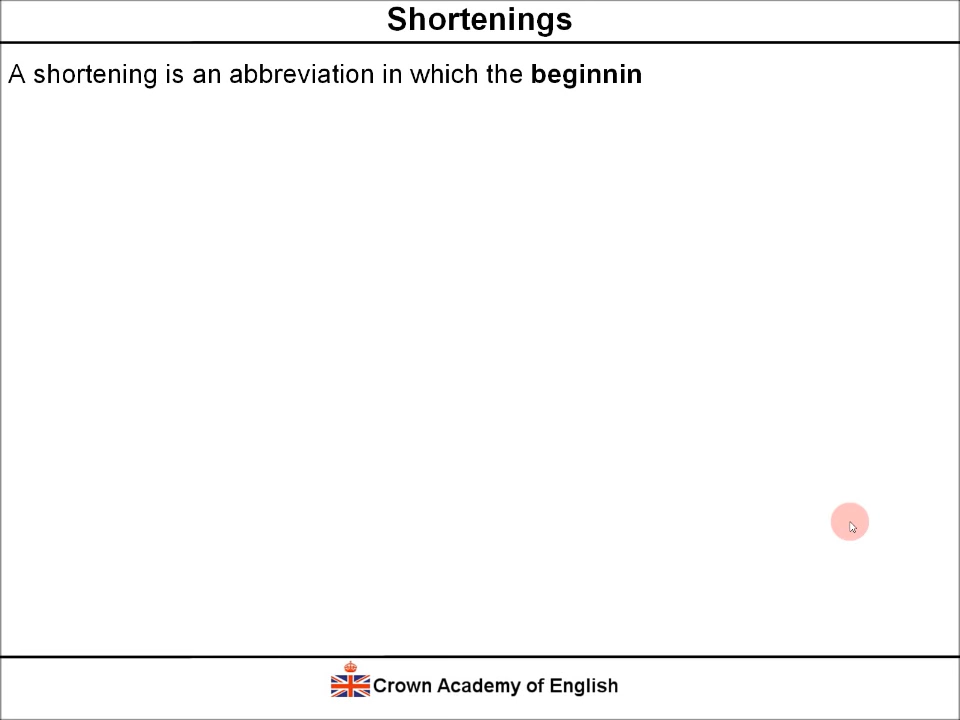 Shortenings
A shortening is an abbreviation in which the beginnin
Crown Academy of English